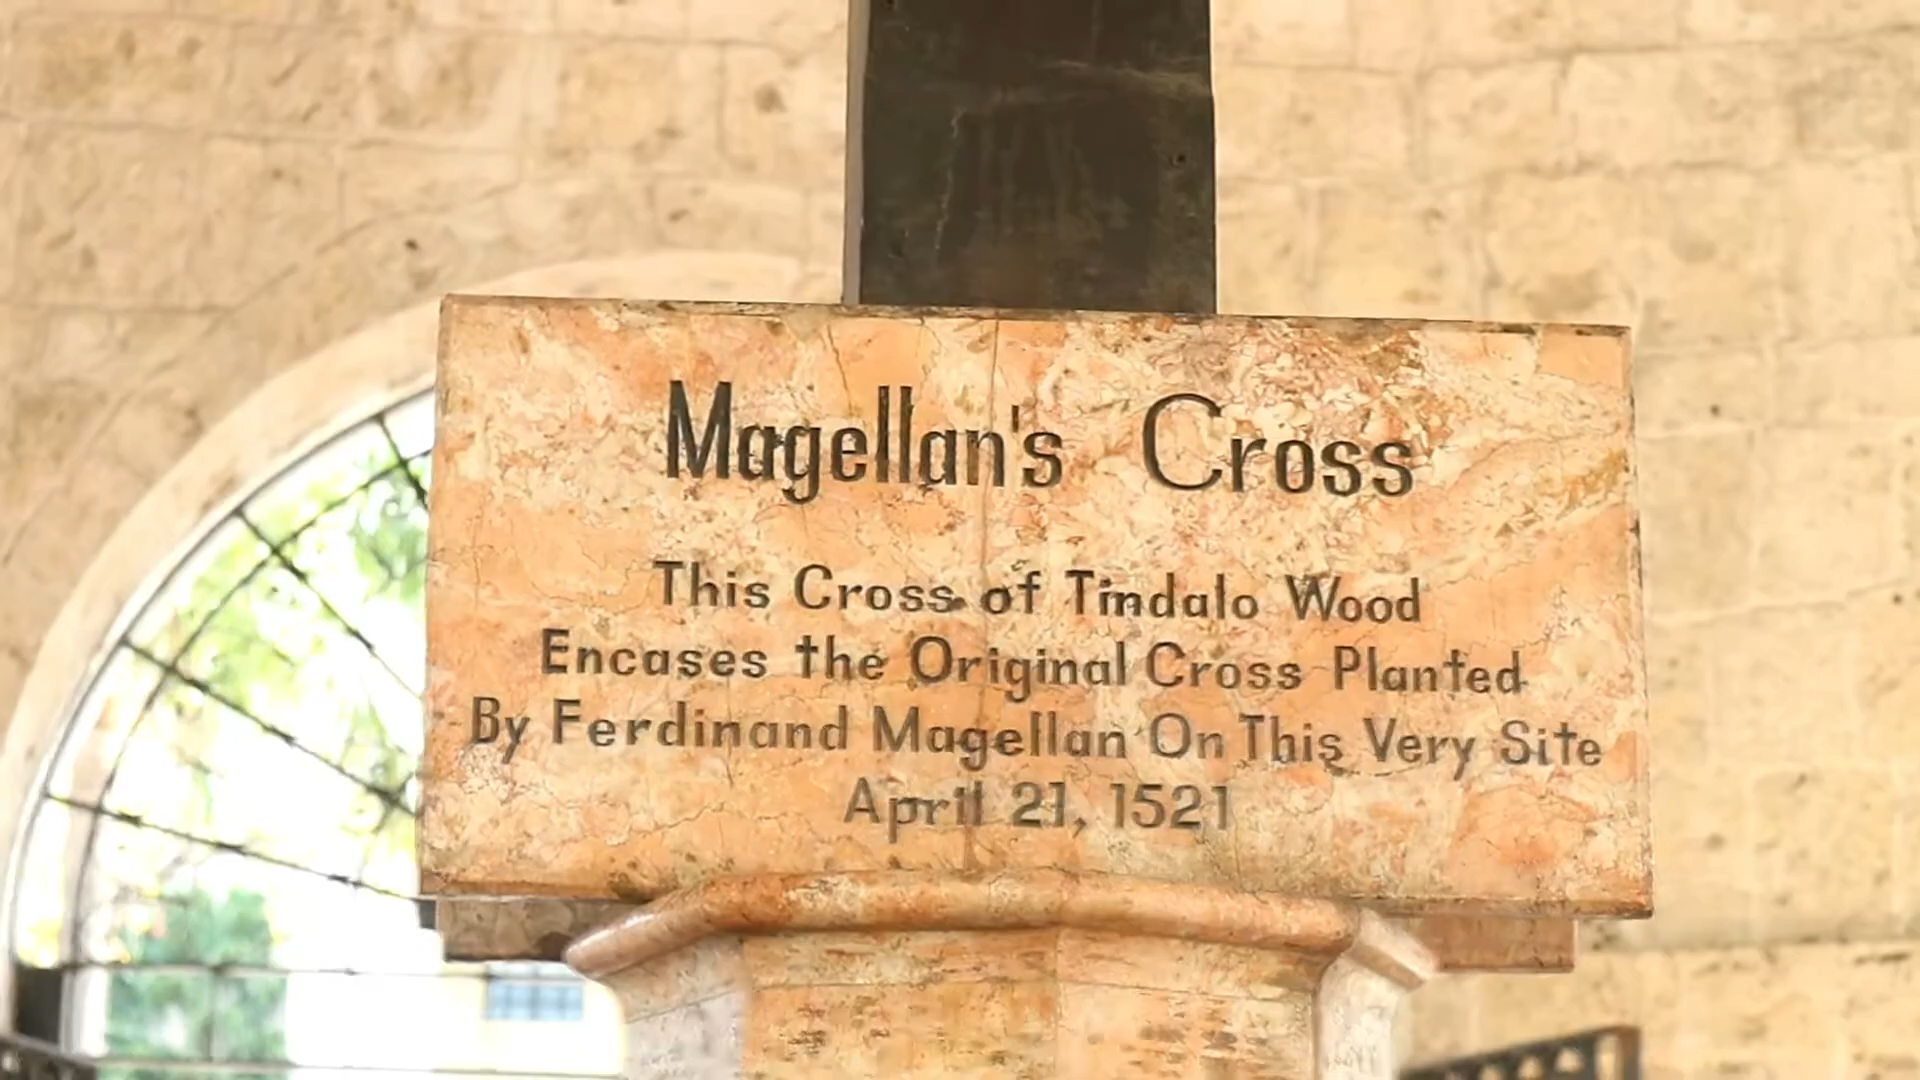 Magellan's Cross
This Cross of Tindalo Wood
Encases the Original Cross Planted
By Ferdinand Magellan On This Very Site
April 21, 1521